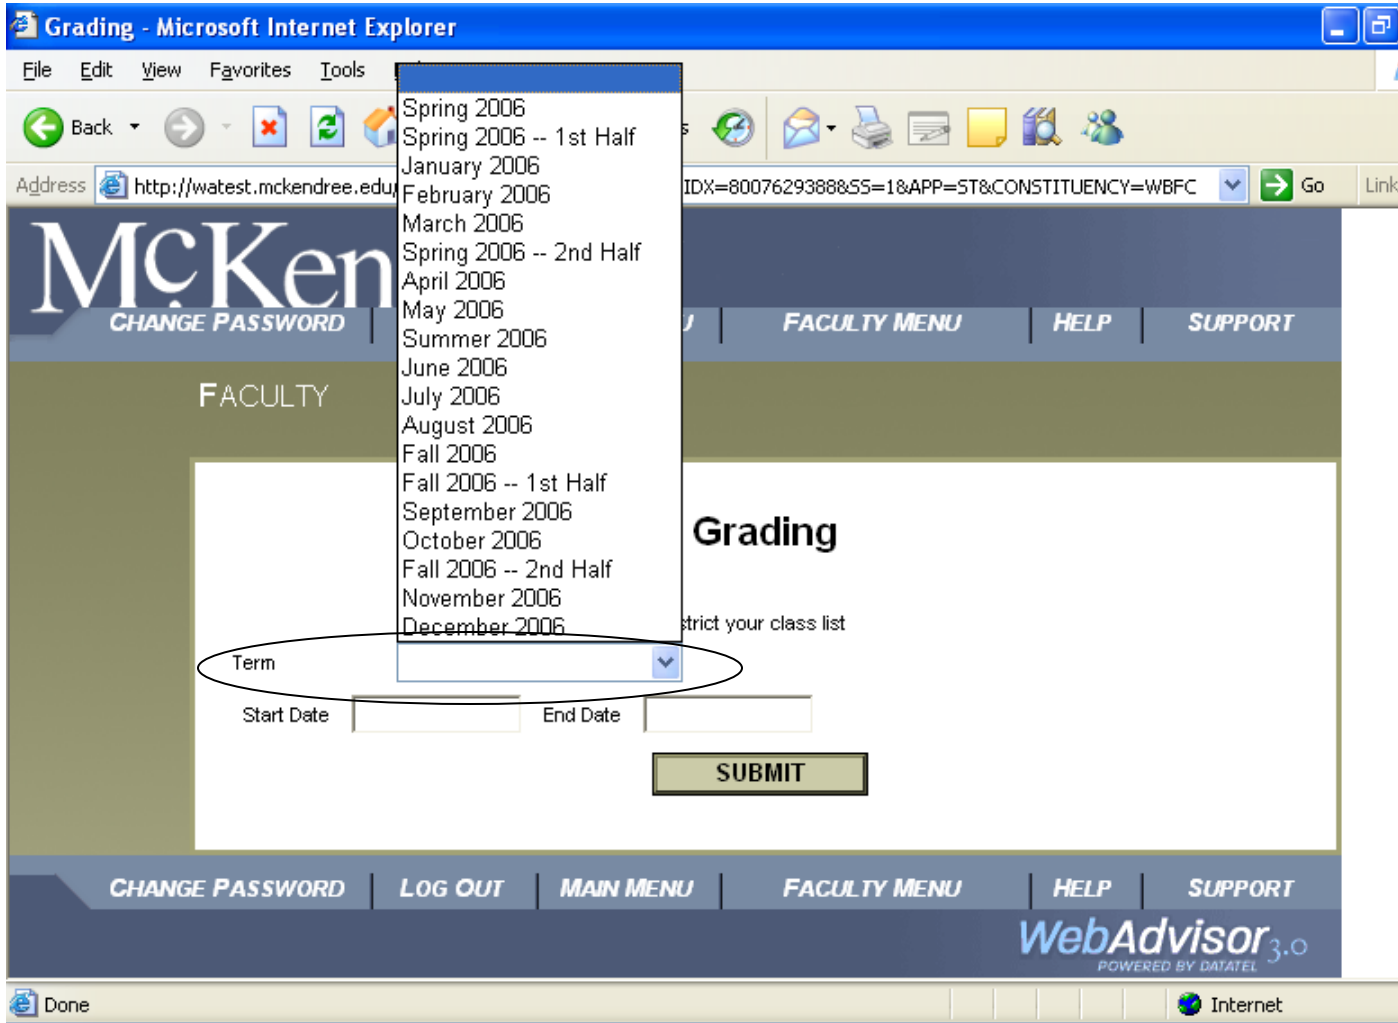 Grading - Microsoft Internet Explorer
File Edit View Favorites Tools
Back
Address http://watest.mckendree.edu/ IDX=8007629388&SS=1&APP=ST&CONSTITUENCY=WBFC Go Link
McKen
CHANGE PASSWORD FACULTY MENU HELP SUPPORT
FACULTY
Spring 2006
Spring 2006 -- 1st Half
January 2006
February 2006
March 2006
Spring 2006 -- 2nd Half
April 2006
May 2006
Summer 2006
June 2006
July 2006
August 2006
Fall 2006
Fall 2006 -- 1st Half
September 2006
October 2006
Fall 2006 -- 2nd Half
November 2006
December 2006
Grading
strict your class list
Term
Start Date End Date
SUBMIT
CHANGE PASSWORD LOG OUT MAIN MENU FACULTY MENU HELP SUPPORT
WebAdvisor 3.0
POWERED BY DATATEL
Done Internet